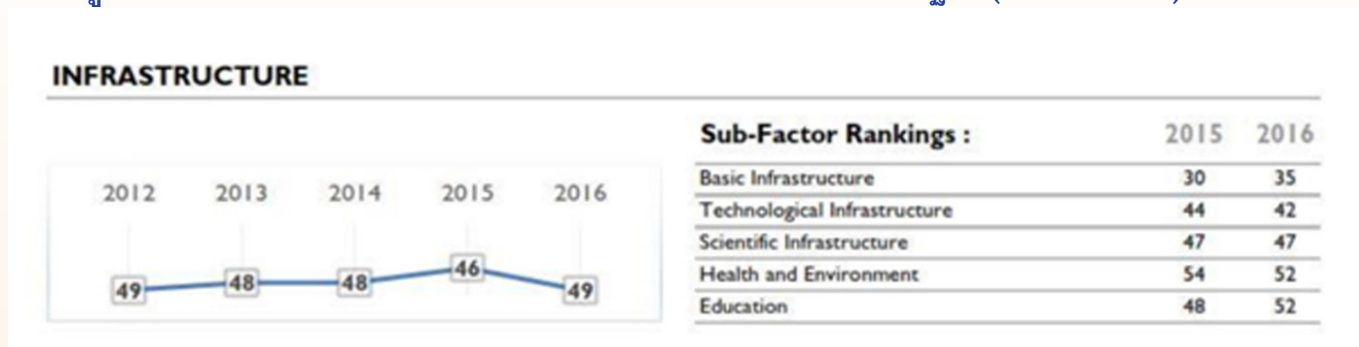 INFRASTRUCTURE
2012 2013 2014 2015 2016
49 48 48 46 49
Sub-Factor Rankings : 2015 2016
Basic Infrastructure 30 35
Technological Infrastructure 44 42
Scientific Infrastructure 47 47
Health and Environment 54 52
Education 48 52